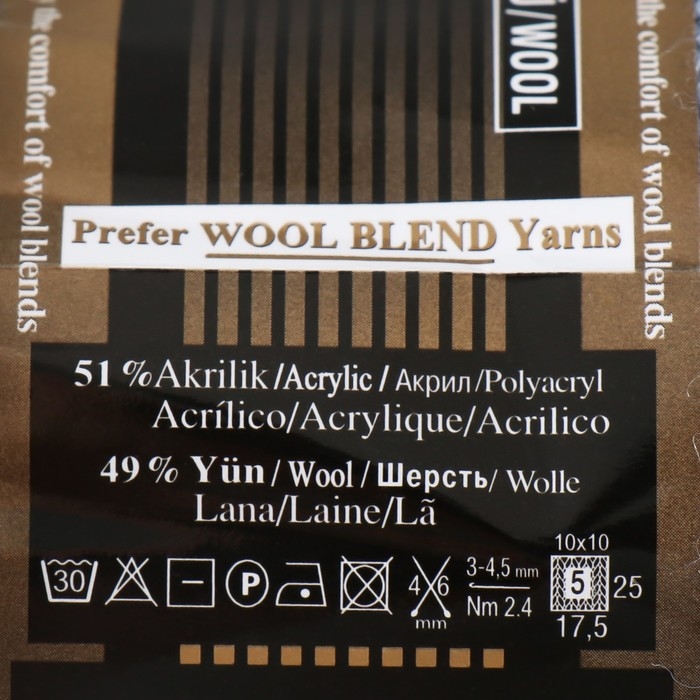 /WOOL
the comfort of wool blends
the comfort of wool blends
Prefer WOOL BLEND Yarns
51 % Akrilik / Acrylic / Акрил / Polyacryl
Acrílico/Acrylique/Acrilico
49 % Yün / Wool / Шерсть / Wolle
Lana/Laine/Lã
30 P 4 6 mm 3-4,5 mm Nm 2.4 10x10 5 25 17,5